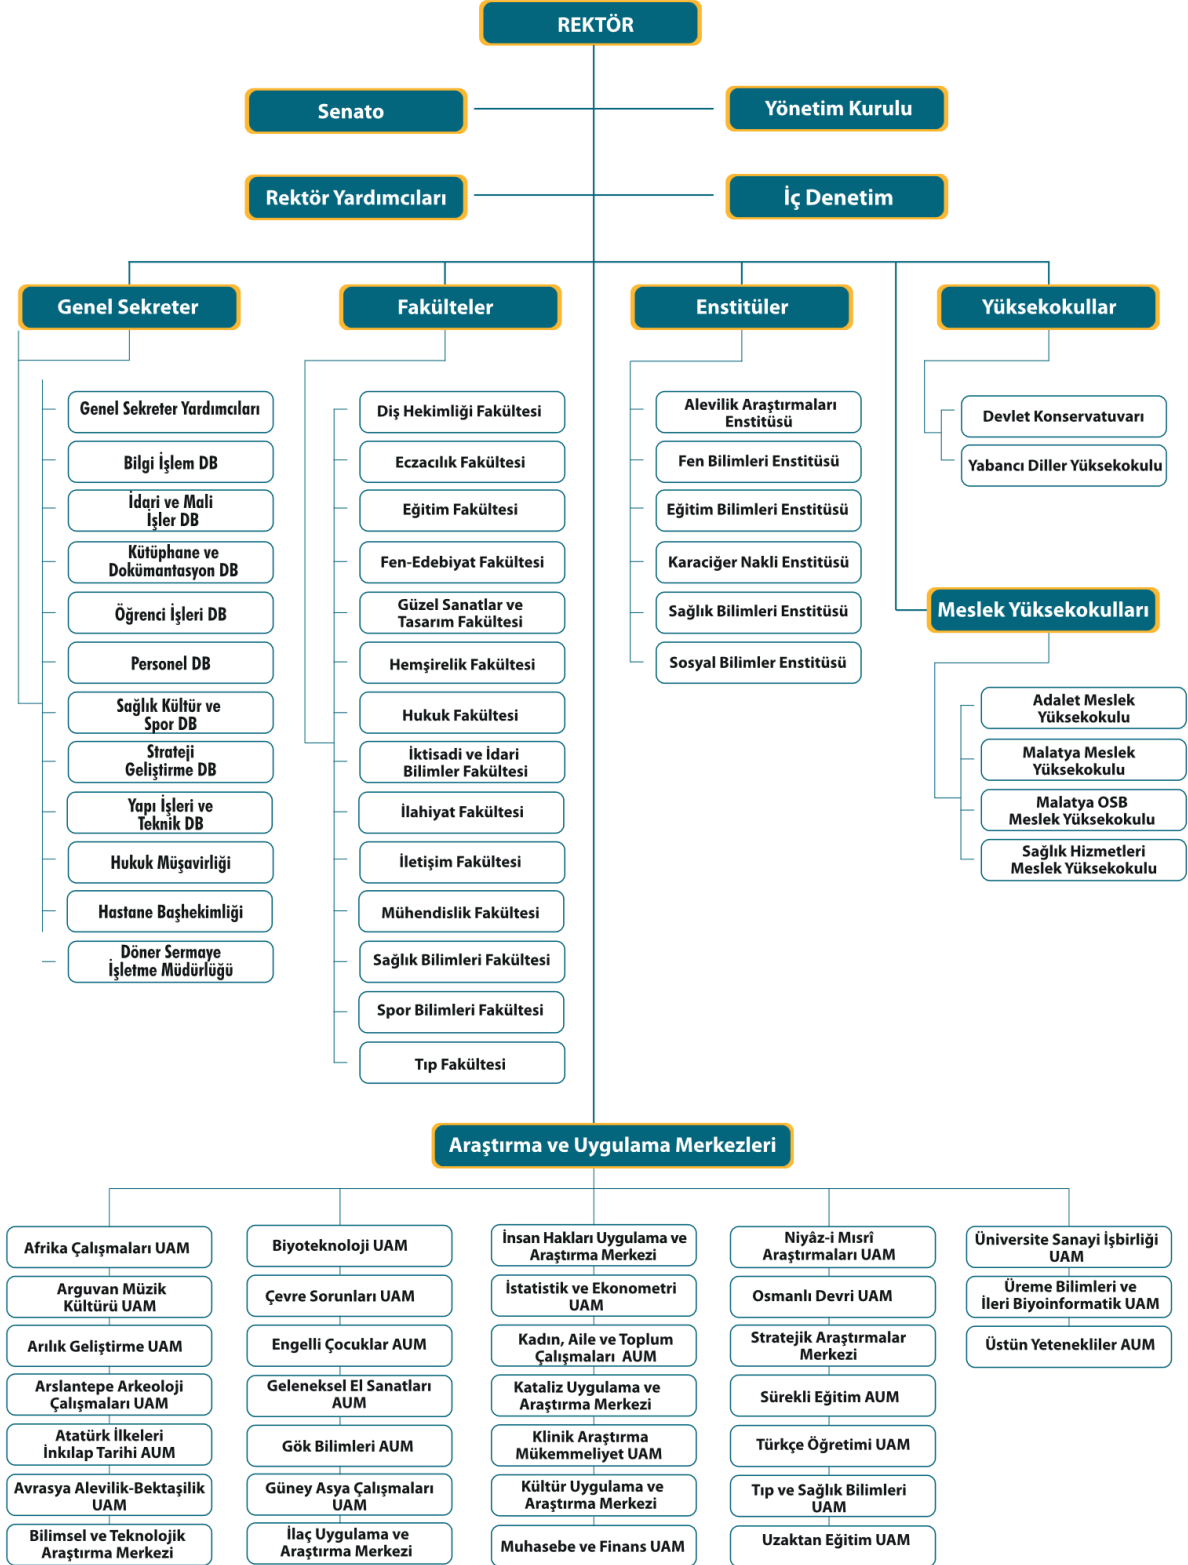 REKTÖR
Senato
Yönetim Kurulu
Rektör Yardımcıları
İç Denetim
Genel Sekreter
Fakülteler
Enstitüler
Yüksekokullar
Genel Sekreter Yardımcıları
Bilgi İşlem DB
İdari ve Mali
İşler DB
Kütüphane ve
Dokümantasyon DB
Öğrenci İşleri DB
Personel DB
Sağlık Kültür ve
Spor DB
Strateji
Geliştirme DB
Yapı İşleri ve
Teknik DB
Hukuk Müşavirliği
Hastane Başhekimliği
Döner Sermaye
İşletme Müdürlüğü
Diş Hekimliği Fakültesi
Eczacılık Fakültesi
Eğitim Fakültesi
Fen-Edebiyat Fakültesi
Güzel Sanatlar ve
Tasarım Fakültesi
Hemşirelik Fakültesi
Hukuk Fakültesi
İktisadi ve İdari
Bilimler Fakültesi
İlahiyat Fakültesi
İletişim Fakültesi
Mühendislik Fakültesi
Sağlık Bilimleri Fakültesi
Spor Bilimleri Fakültesi
Tıp Fakültesi
Alevilik Araştırmaları
Enstitüsü
Fen Bilimleri Enstitüsü
Eğitim Bilimleri Enstitüsü
Karaciğer Nakli Enstitüsü
Sağlık Bilimleri Enstitüsü
Sosyal Bilimler Enstitüsü
Devlet Konservatuvarı
Yabancı Diller Yüksekokulu
Meslek Yüksekokulları
Adalet Meslek
Yüksekokulu
Malatya Meslek
Yüksekokulu
Malatya OSB
Meslek Yüksekokulu
Sağlık Hizmetleri
Meslek Yüksekokulu
Araştırma ve Uygulama Merkezleri
Afrika Çalışmaları UAM
Arguvan Müzik
Kültürü UAM
Arılık Geliştirme UAM
Arslantepe Arkeoloji
Çalışmaları UAM
Atatürk İlkeleri
İnkılap Tarihi AUM
Avrasya Alevilik-Bektaşilik
UAM
Bilimsel ve Teknolojik
Araştırma Merkezi
Biyoteknoloji UAM
Çevre Sorunları UAM
Engelli Çocuklar AUM
Geleneksel El Sanatları
AUM
Gök Bilimleri AUM
Güney Asya Çalışmaları
UAM
İlaç Uygulama ve
Araştırma Merkezi
İnsan Hakları Uygulama ve
Araştırma Merkezi
İstatistik ve Ekonometri
UAM
Kadın, Aile ve Toplum
Çalışmaları AUM
Kataliz Uygulama ve
Araştırma Merkezi
Klinik Araştırma
Mükemmeliyet UAM
Kültür Uygulama ve
Araştırma Merkezi
Muhasebe ve Finans UAM
Niyâz-i Mısrî
Araştırmaları UAM
Osmanlı Devri UAM
Stratejik Araştırmalar
Merkezi
Sürekli Eğitim AUM
Türkçe Öğretimi UAM
Tıp ve Sağlık Bilimleri
UAM
Uzaktan Eğitim UAM
Üniversite Sanayi İşbirliği
UAM
Üreme Bilimleri ve
İleri Biyoinformatik UAM
Üstün Yetenekliler AUM